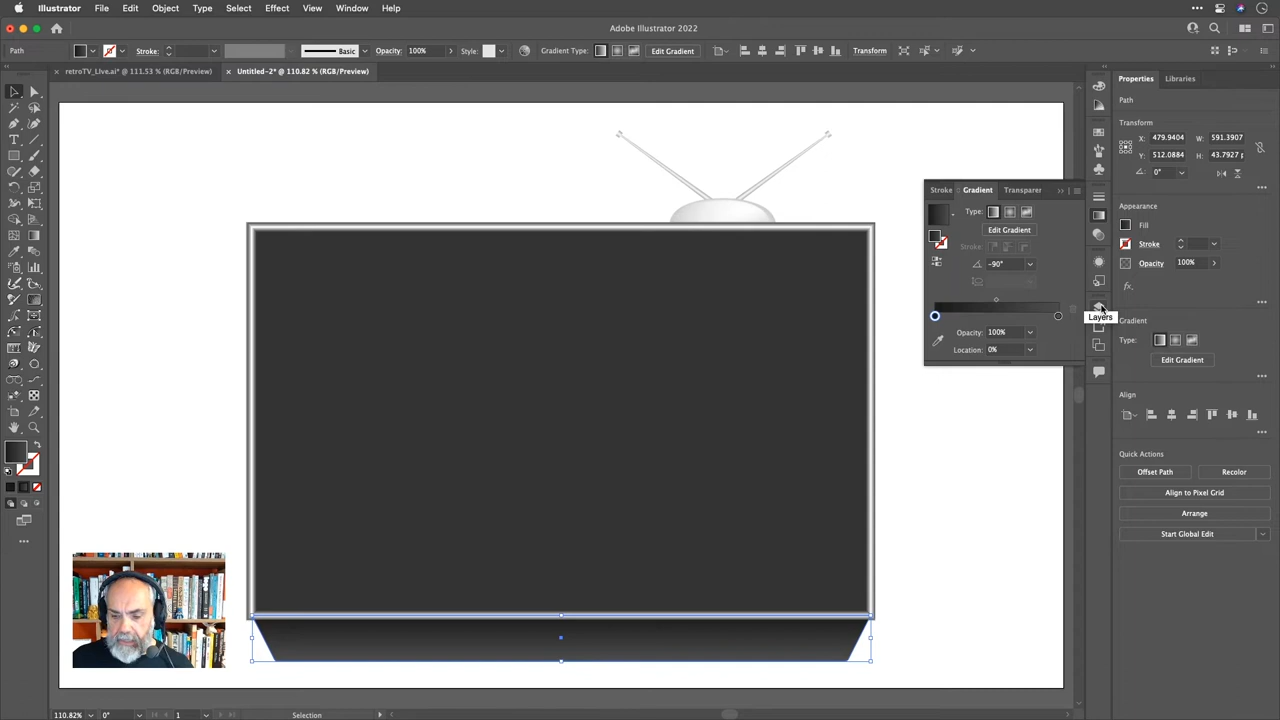 Illustrator File Edit Object Type Select Effect View Window Help
Adobe Illustrator 2022
Path Stroke: Basic Opacity: 100% Style: Gradient Type: Edit Gradient Transform
× retroTV_Live.ai* @ 111.53 % (RGB/Preview) × Untitled-2* @ 110.82 % (RGB/Preview)
Properties Libraries
Path
Transform
X: 479.9404 W: 591.3907
Y: 512.0884 H: 43.7927 p
0°
Appearance
Fill
Stroke
Opacity 100%
fx
Gradient
Type:
Edit Gradient
Align
Quick Actions
Offset Path Recolor
Align to Pixel Grid
Arrange
Start Global Edit
Stroke Gradient Transparer
Type:
Edit Gradient
Stroke:
-90°
Opacity: 100%
Location: 0%
Layers
110.82% 0° 1 Selection